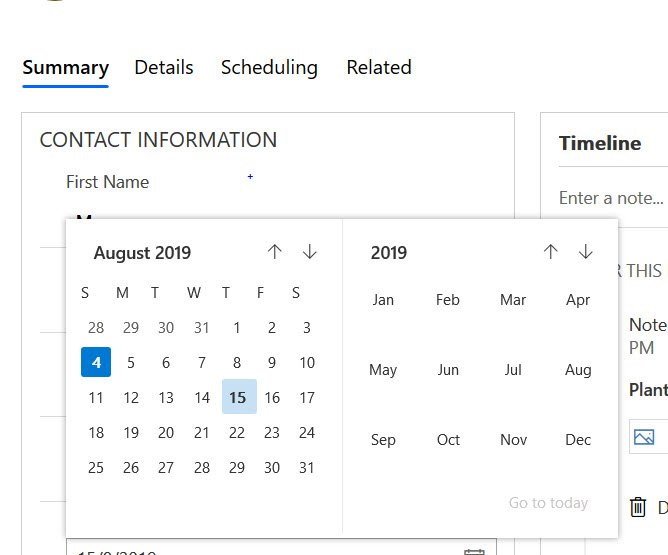 Summary Details Scheduling Related
CONTACT INFORMATION
First Name +
August 2019
S M T W T F S
28 29 30 31 1 2 3
4 5 6 7 8 9 10
11 12 13 14 15 16 17
18 19 20 21 22 23 24
25 26 27 28 29 30 31
2019
Jan Feb Mar Apr
May Jun Jul Aug
Sep Oct Nov Dec
Go to today
Timeline
Enter a note...
THIS
Note
PM
Plant
D